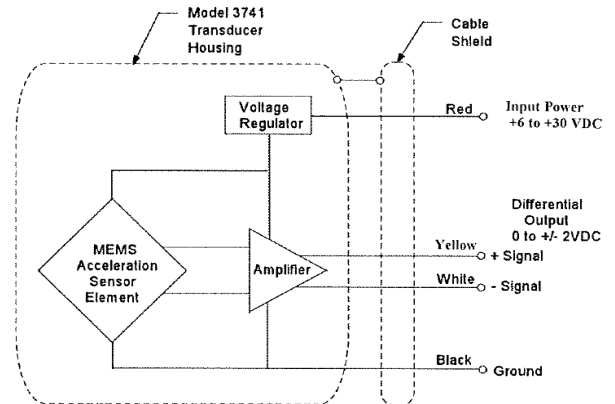 Model 3741
Transducer
Housing
Cable
Shield
Voltage
Regulator
Red
Input Power
+6 to +30 VDC
Differential
Output
0 to +/- 2VDC
MEMS
Acceleration
Sensor
Element
Amplifier
Yellow
+ Signal
White
- Signal
Black
Ground